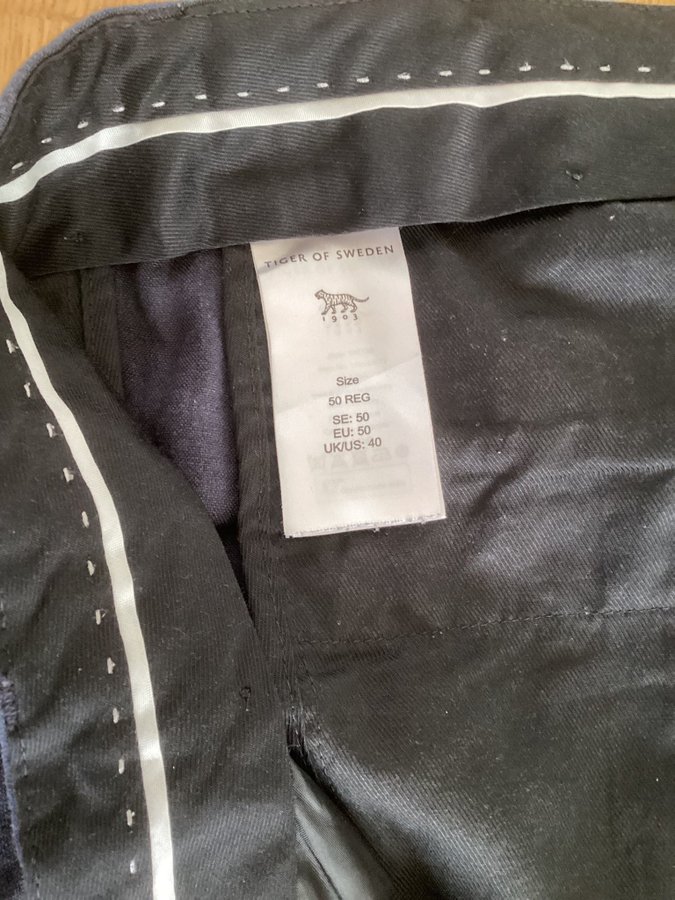 TIGER OF SWEDEN
1903
Size
50 REG
SE: 50
EU: 50
UK/US: 40